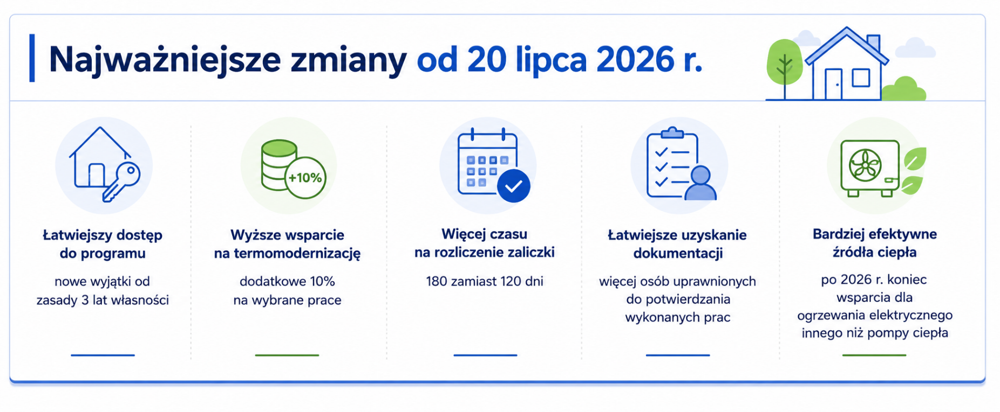 Najważniejsze zmiany od 20 lipca 2026 r.
+10%
Łatwiejszy dostęp
do programu
nowe wyjątki od
zasady 3 lat własności
Wyższe wsparcie
na termomodernizację
dodatkowe 10%
na wybrane prace
Więcej czasu
na rozliczenie zaliczki
180 zamiast 120 dni
Łatwiejsze uzyskanie
dokumentacji
więcej osób uprawnionych
do potwierdzania
wykonanych prac
Bardziej efektywne
źródła ciepła
po 2026 r. koniec
wsparcia dla
ogrzewania elektrycznego
innego niż pompy ciepła